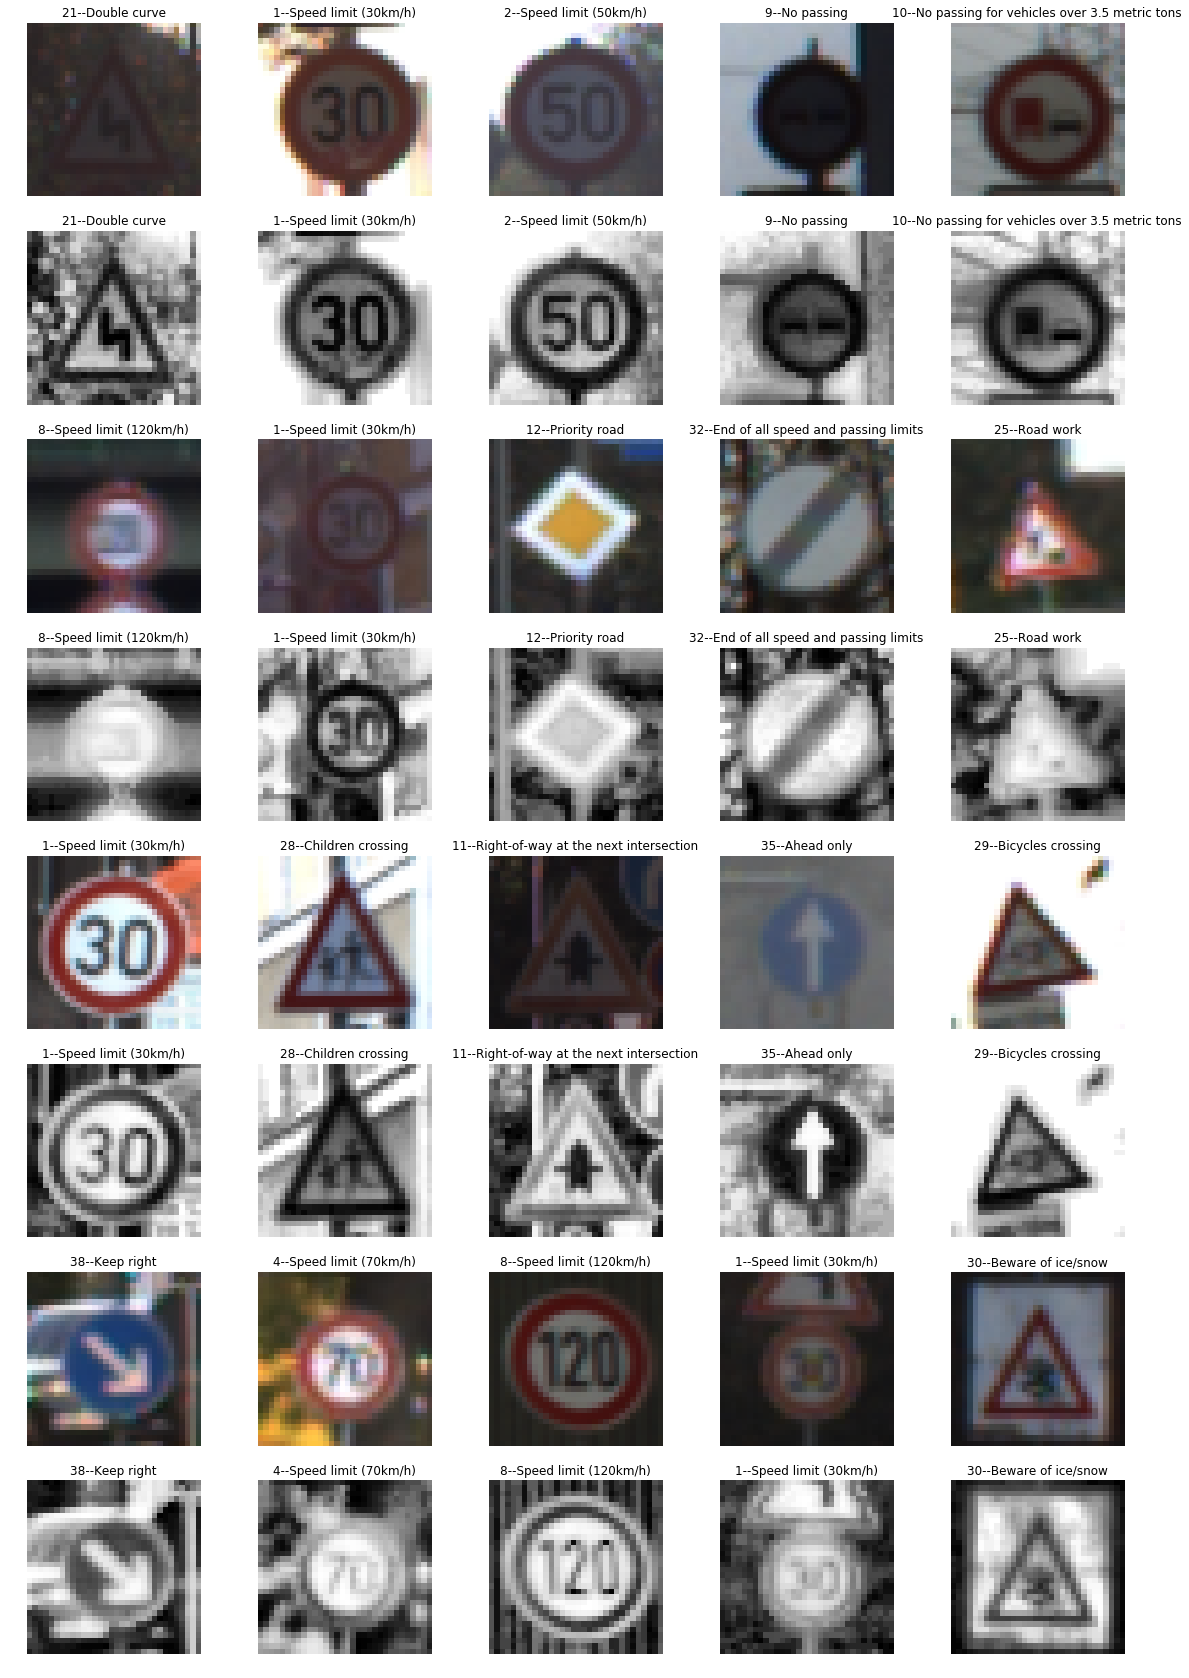 21--Double curve
1--Speed limit (30km/h)
2--Speed limit (50km/h)
9--No passing
10--No passing for vehicles over 3.5 metric tons
30
50
21--Double curve
1--Speed limit (30km/h)
2--Speed limit (50km/h)
9--No passing
10--No passing for vehicles over 3.5 metric tons
30
50
8--Speed limit (120km/h)
1--Speed limit (30km/h)
12--Priority road
32--End of all speed and passing limits
25--Road work
30
8--Speed limit (120km/h)
1--Speed limit (30km/h)
12--Priority road
32--End of all speed and passing limits
25--Road work
30
1--Speed limit (30km/h)
28--Children crossing
11--Right-of-way at the next intersection
35--Ahead only
29--Bicycles crossing
30
1--Speed limit (30km/h)
28--Children crossing
11--Right-of-way at the next intersection
35--Ahead only
29--Bicycles crossing
30
38--Keep right
4--Speed limit (70km/h)
8--Speed limit (120km/h)
1--Speed limit (30km/h)
30--Beware of ice/snow
70
120
30
38--Keep right
4--Speed limit (70km/h)
8--Speed limit (120km/h)
1--Speed limit (30km/h)
30--Beware of ice/snow
70
120
30